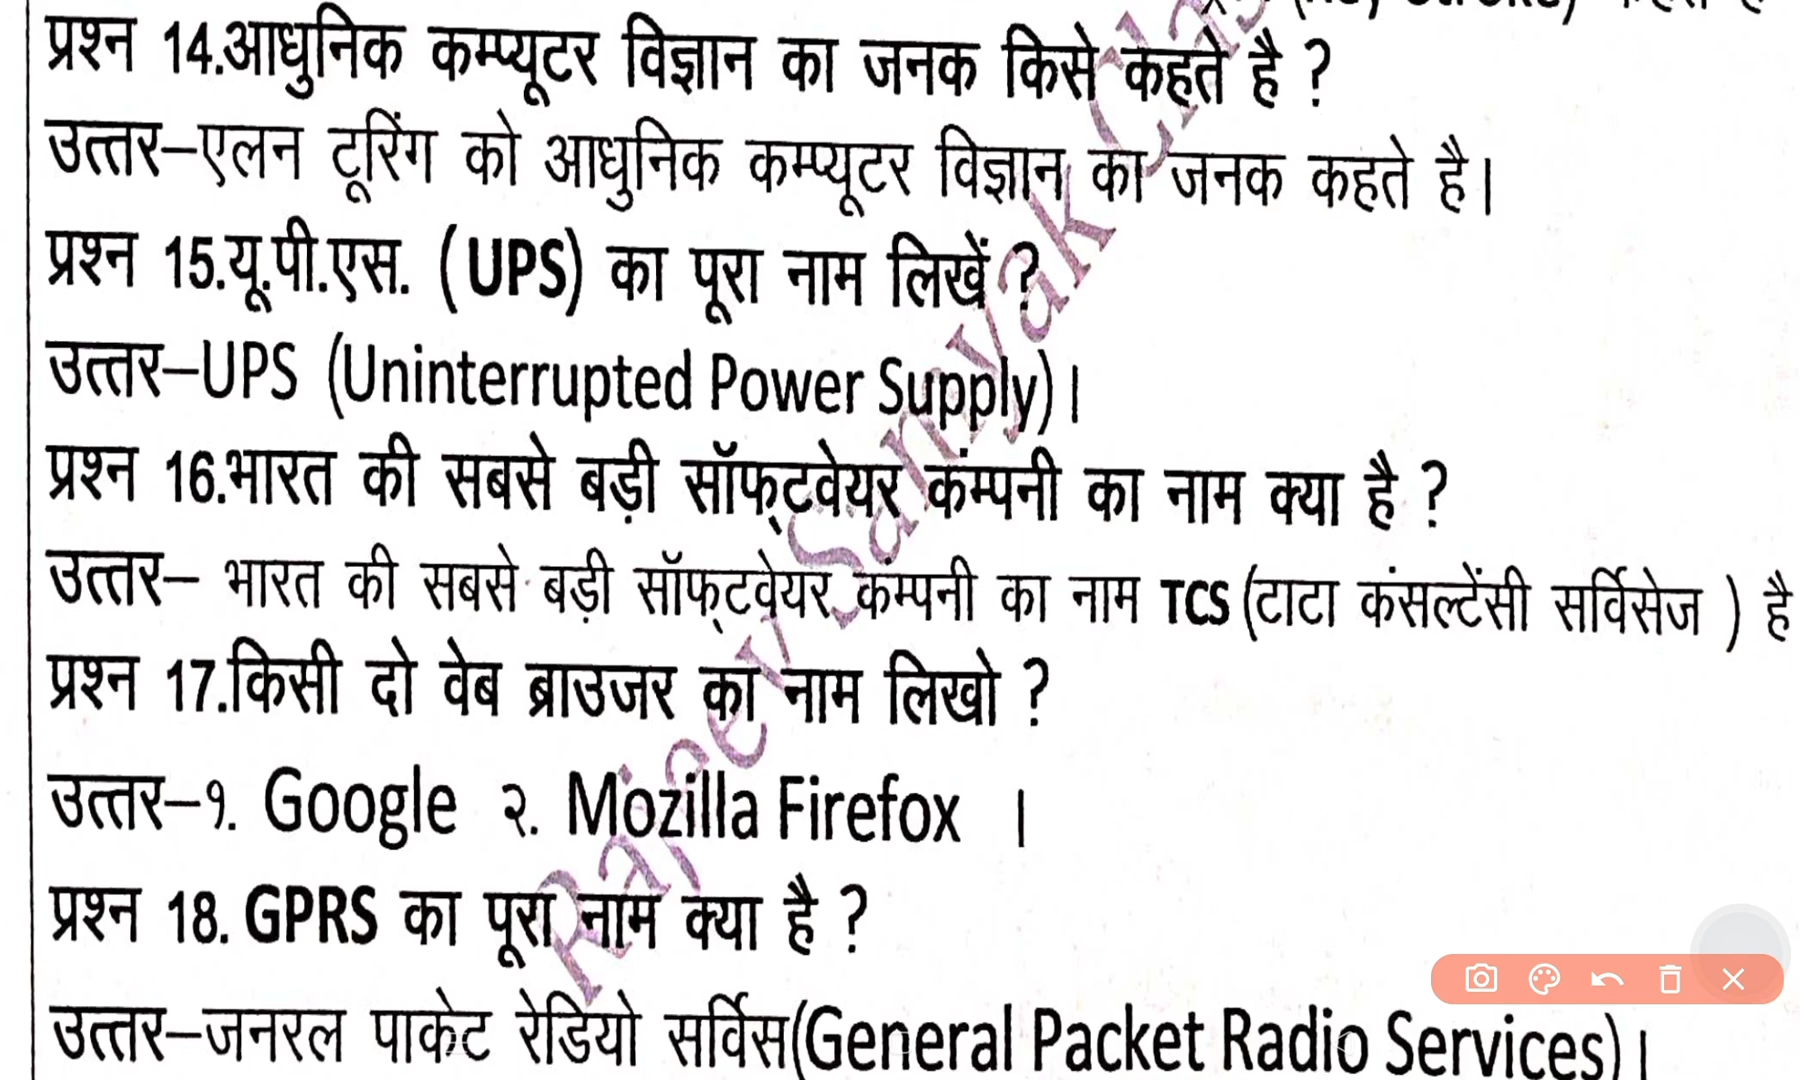 प्रश्न 14.आधुनिक कम्प्यूटर विज्ञान का जनक किसे कहते है ?
उत्तर–एलन टूरिंग को आधुनिक कम्प्यूटर विज्ञान का जनक कहते है।
प्रश्न 15.यू.पी.एस. (UPS) का पूरा नाम लिखें ?
उत्तर–UPS (Uninterrupted Power Supply)।
प्रश्न 16.भारत की सबसे बड़ी सॉफ्टवेयर कंम्पनी का नाम क्या है ?
उत्तर– भारत की सबसे बड़ी सॉफ्टवेयर कंम्पनी का नाम TCS (टाटा कंसल्टेंसी सर्विसेज ) है
प्रश्न 17.किसी दो वेब ब्राउजर का नाम लिखो ?
उत्तर–१. Google २. Mozilla Firefox ।
प्रश्न 18. GPRS का पूरा नाम क्या है ?
उत्तर–जनरल पाकेट रेडियो सर्विस(General Packet Radio Services)।